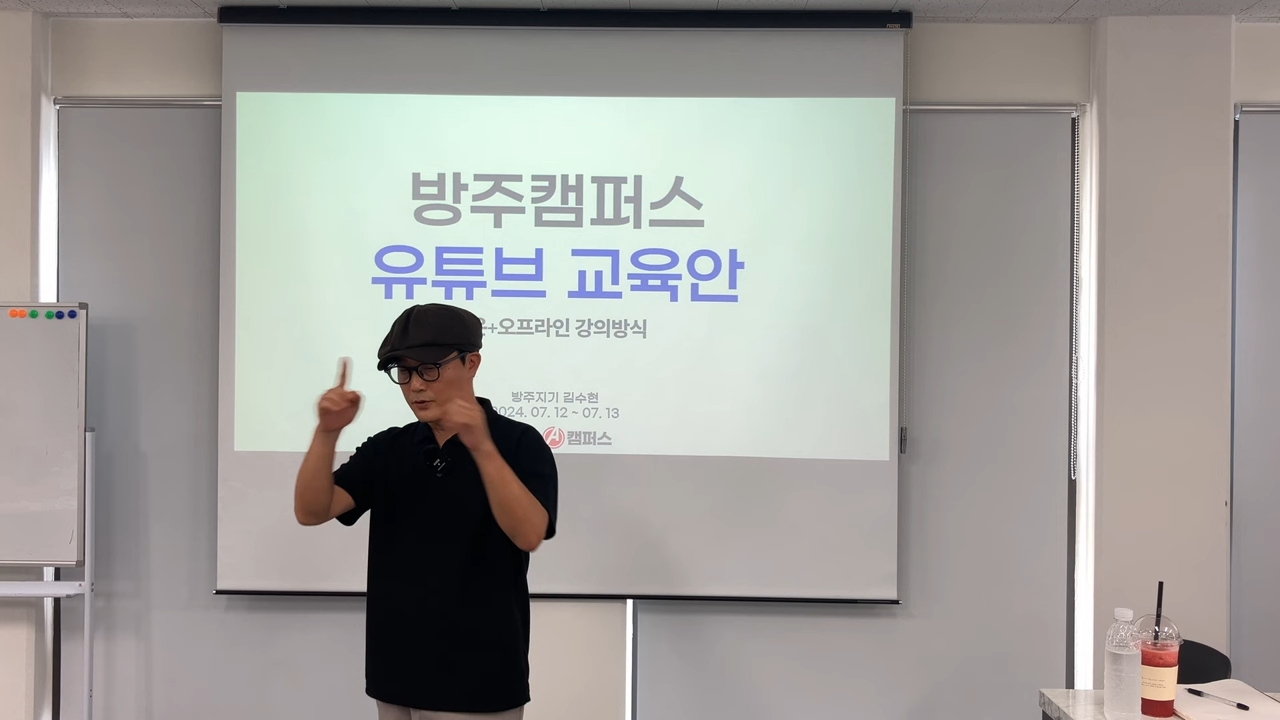 방주캠퍼스
유튜브 교육안
+오프라인 강의방식
방주지기 김수현
2024. 07. 12 ~ 07. 13
캠퍼스